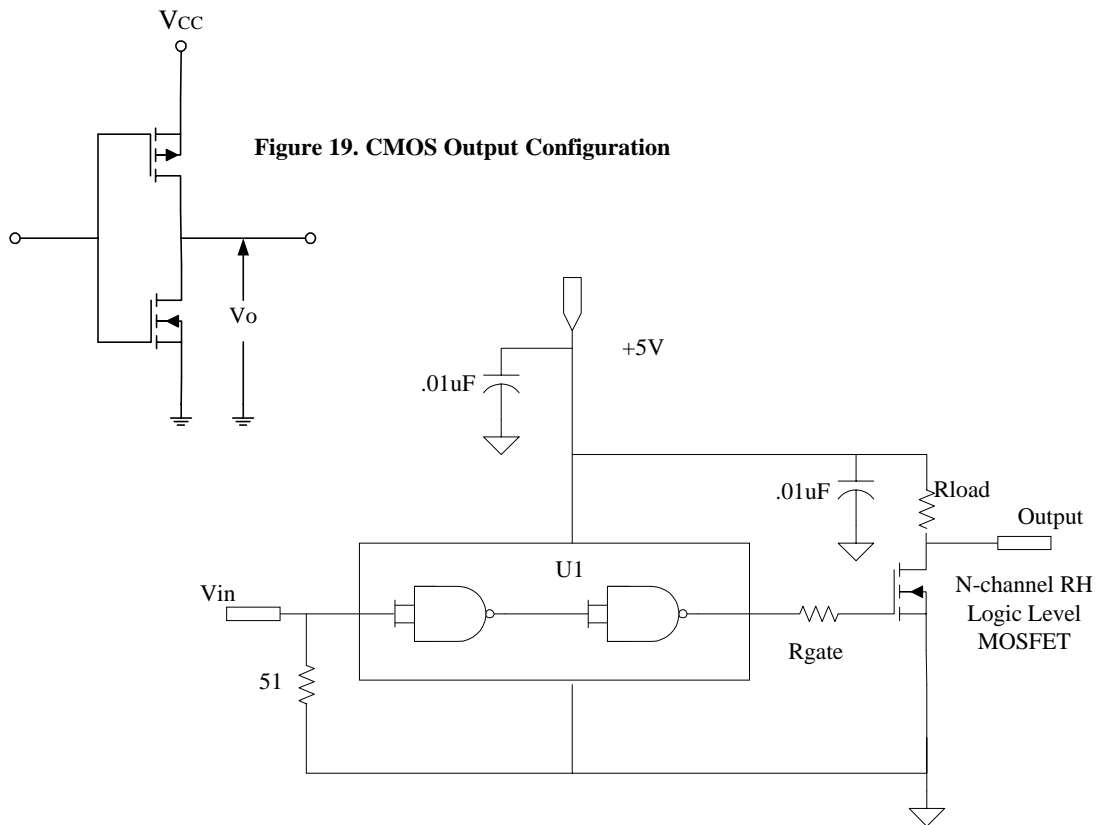 VCC
Figure 19. CMOS Output Configuration
Vo
+5V
.01uF
.01uF
Rload
Output
U1
Vin
N-channel RH
Logic Level
MOSFET
Rgate
51